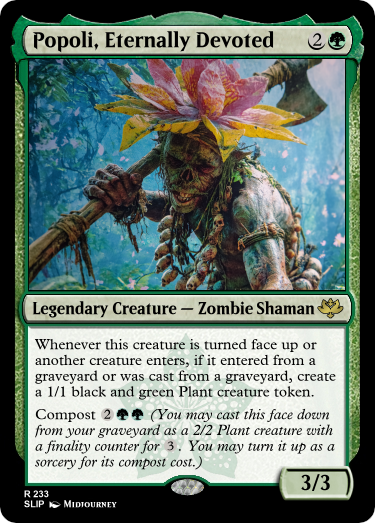 Popoli, Eternally Devoted 2
Legendary Creature — Zombie Shaman
Whenever this creature is turned face up or
another creature enters, if it entered from a
graveyard or was cast from a graveyard, create
a 1/1 black and green Plant creature token.
Compost 2 (You may cast this face down
from your graveyard as a 2/2 Plant creature with
a finality counter for 3. You may turn it up as a
sorcery for its compost cost.)
3/3
R 233
SLIP Midjourney